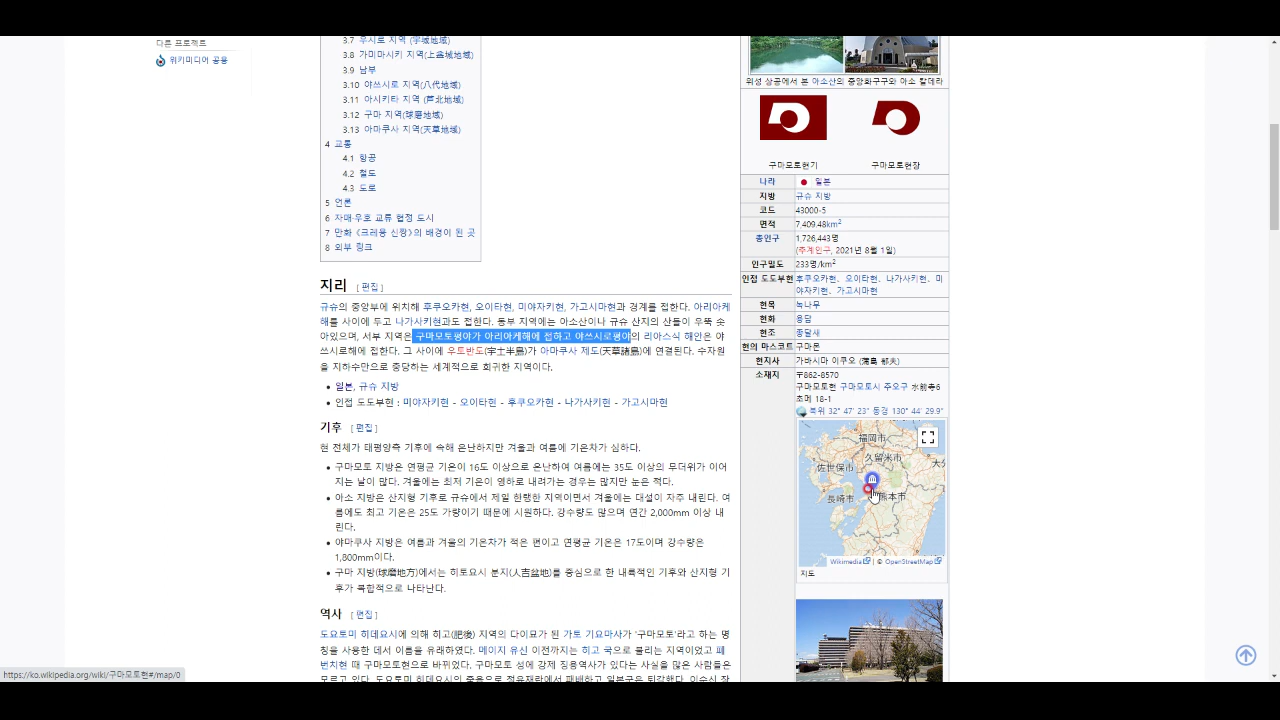 다른 프로젝트
위키미디어 공용
3.7 우시로 지역 (宇城地域)
3.8 가미마시키 지역(上益城地域)
3.9 남부
3.10 야쓰시로 지역(八代地域)
3.11 아시키타 지역 (芦北地域)
3.12 구마 지역(球磨地域)
3.13 아마쿠사 지역(天草地域)
4 교통
4.1 항공
4.2 철도
4.3 도로
5 언론
6 자매·우호 교류 협정 도시
7 만화 《크레용 신짱》의 배경이 된 곳
8 외부 링크
지리 [ 편집 ]
규슈의 중앙부에 위치해 후쿠오카현, 오이타현, 미야자키현, 가고시마현과 경계를 접한다. 아리아케
해를 사이에 두고 나가사키현과도 접한다. 동부 지역에는 아소산이나 규슈 산지의 산들이 우뚝 솟
아있으며, 서부 지역은 구마모토평야가 아리아케해에 접하고 야쓰시로평야의 리아스식 해안은 야
쓰시로해에 접한다. 그 사이에 우토반도(宇土半島)가 아마쿠사 제도(天草諸島)에 연결된다. 수자원
을 지하수만으로 충당하는 세계적으로 희귀한 지역이다.
일본, 규슈 지방
인접 도도부현 : 미야자키현 - 오이타현 - 후쿠오카현 - 나가사키현 - 가고시마현
기후 [ 편집 ]
현 전체가 태평양측 기후에 속해 온난하지만 겨울과 여름에 기온차가 심하다.
구마모토 지방은 연평균 기온이 16도 이상으로 온난하여 여름에는 35도 이상의 무더위가 이어
지는 날이 많다. 겨울에는 최저 기온이 영하로 내려가는 경우는 많지만 눈은 적다.
아소 지방은 산지형 기후로 규슈에서 제일 한랭한 지역이면서 겨울에는 대설이 자주 내린다. 여
름에도 최고 기온은 25도 가량이기 때문에 시원하다. 강수량도 많으며 연간 2,000mm 이상 내
린다.
아마쿠사 지방은 여름과 겨울의 기온차가 적은 편이고 연평균 기온은 17도이며 강수량은
1,800mm이다.
구마 지방(球磨地方)에서는 히토요시 분지(人吉盆地)를 중심으로 한 내륙적인 기후와 산지형 기
후가 복합적으로 나타난다.
역사 [ 편집 ]
도요토미 히데요시에 의해 히고(肥後) 지역의 다이묘가 된 가토 기요마사가 '구마모토'라고 하는 명
칭을 사용한 데서 이름을 유래하였다. 메이지 유신 이전까지는 히고 국으로 불리는 지역이었고 폐
번치현 때 구마모토현으로 바뀌었다. 구마모토 성에
위성 상공에서 본 아소산의 중앙화구구와 아소 칼데라
구마모토현기 구마모토현장
나라 일본
지방 규슈 지방
코드 43000-5
면적 7,409.48km²
총인구 1,726,443명
(추계인구, 2021년 8월 1일)
인구밀도 233명/km²
인접 도도부현 후쿠오카현, 오이타현, 나가사키현, 미
야자키현, 가고시마현
현목 녹나무
현화 용담
현조 종달새
현의 마스코트 구마몬
현지사 가바시마 이쿠오 (蒲島 郁夫)
소재지 〒862-8570
구마모토현 구마모토시 주오구 水前寺6
초메 18-1
북위 32° 47′ 23″ 동경 130° 44′ 29.9″
福岡市
久留米市
佐世保市
大分
長崎市
熊本市
Wikimedia | © OpenStreetMap
지도
https://ko.wikipedia.org/wiki/구마모토현#/map/0